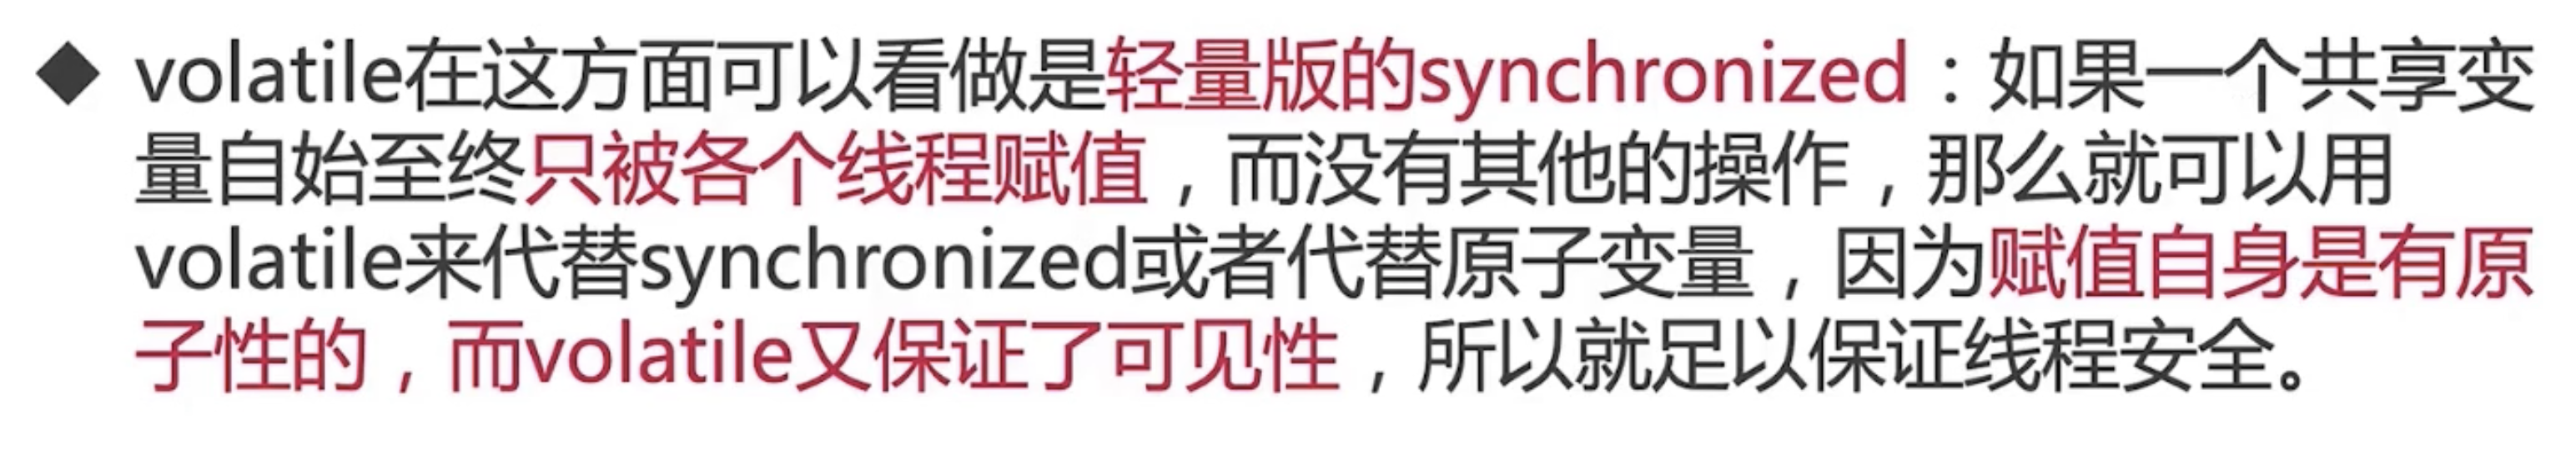 ◆ volatile在这方面可以看做是轻量版的synchronized：如果一个共享变
量自始至终只被各个线程赋值，而没有其他的操作，那么就可以用
volatile来代替synchronized或者代替原子变量，因为赋值自身是有原
子性的，而volatile又保证了可见性，所以就足以保证线程安全。